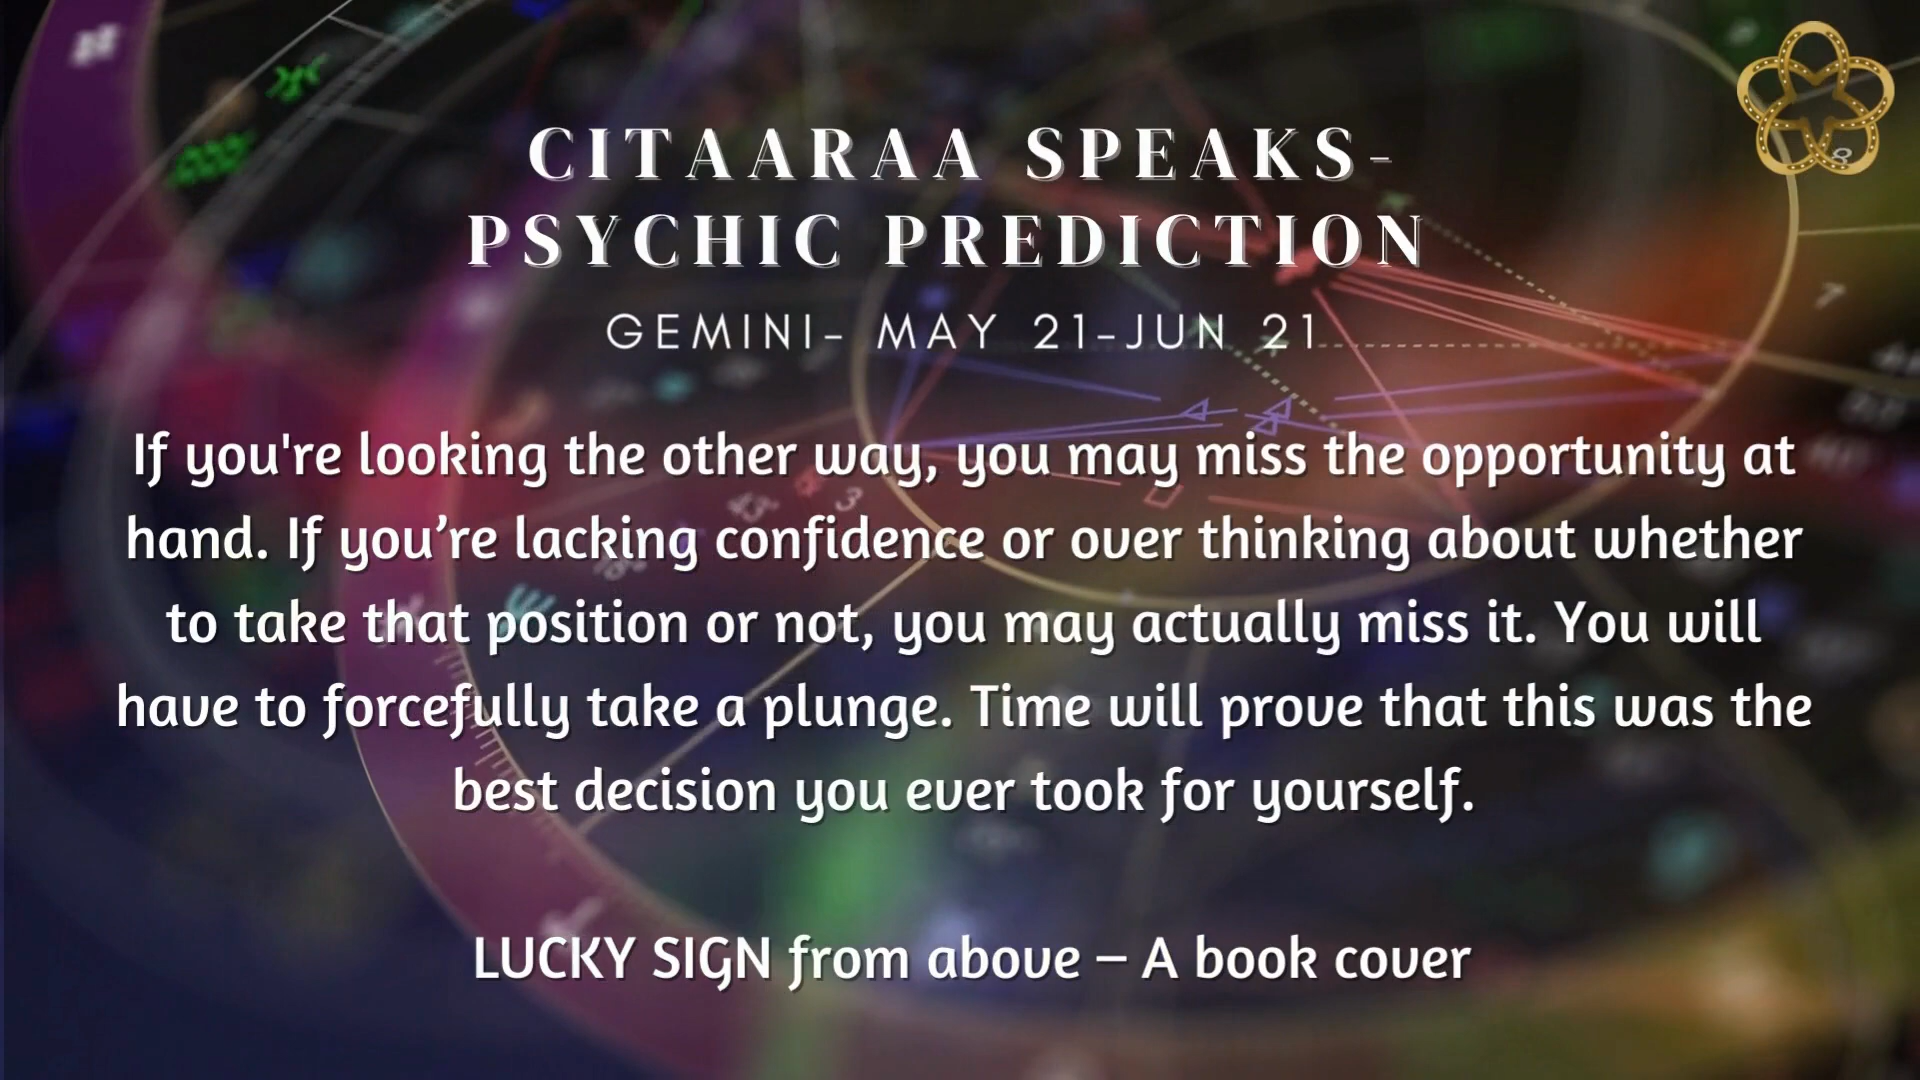 CITAARAA SPEAKS-
PSYCHIC PREDICTION
GEMINI- MAY 21-JUN 21
If you're looking the other way, you may miss the opportunity at
hand. If you’re lacking confidence or over thinking about whether
to take that position or not, you may actually miss it. You will
have to forcefully take a plunge. Time will prove that this was the
best decision you ever took for yourself.
LUCKY SIGN from above – A book cover